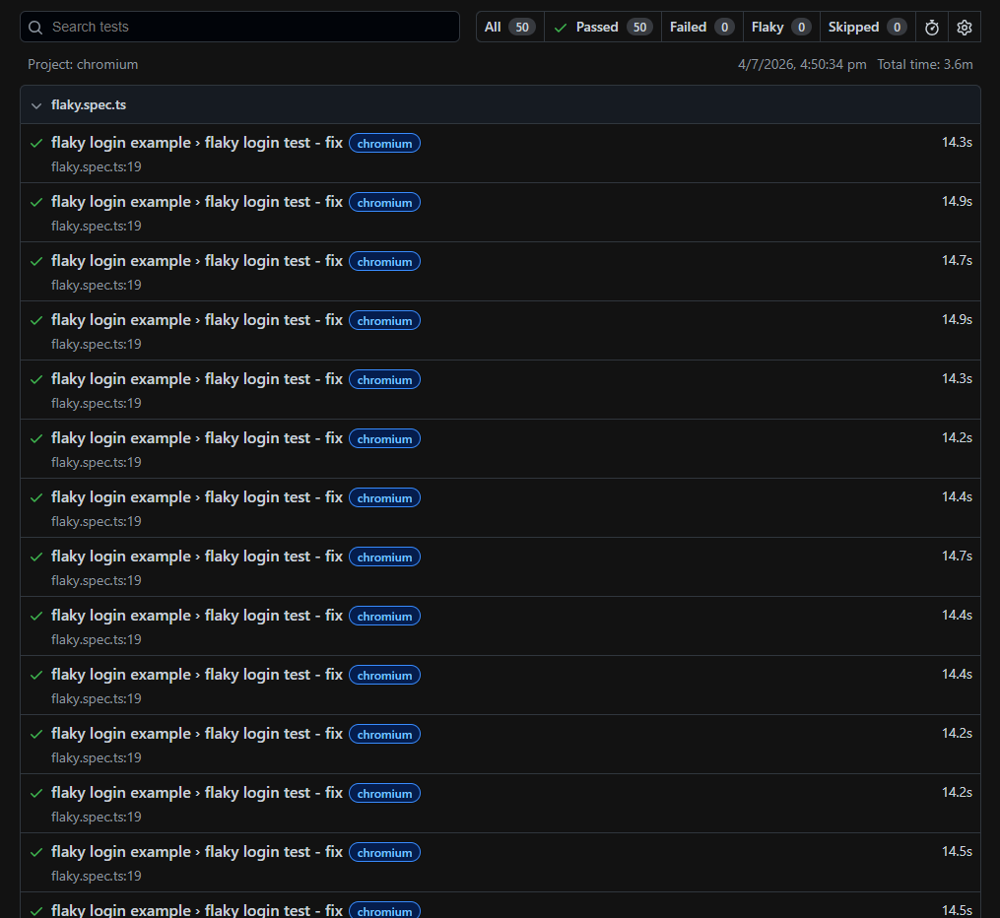 Search tests
All 50 Passed 50 Failed 0 Flaky 0 Skipped 0
Project: chromium 4/7/2026, 4:50:34 pm Total time: 3.6m
flaky.spec.ts
flaky login example › flaky login test - fix chromium 14.3s
flaky.spec.ts:19
flaky login example › flaky login test - fix chromium 14.9s
flaky.spec.ts:19
flaky login example › flaky login test - fix chromium 14.7s
flaky.spec.ts:19
flaky login example › flaky login test - fix chromium 14.9s
flaky.spec.ts:19
flaky login example › flaky login test - fix chromium 14.3s
flaky.spec.ts:19
flaky login example › flaky login test - fix chromium 14.2s
flaky.spec.ts:19
flaky login example › flaky login test - fix chromium 14.4s
flaky.spec.ts:19
flaky login example › flaky login test - fix chromium 14.7s
flaky.spec.ts:19
flaky login example › flaky login test - fix chromium 14.4s
flaky.spec.ts:19
flaky login example › flaky login test - fix chromium 14.4s
flaky.spec.ts:19
flaky login example › flaky login test - fix chromium 14.2s
flaky.spec.ts:19
flaky login example › flaky login test - fix chromium 14.2s
flaky.spec.ts:19
flaky login example › flaky login test - fix chromium 14.5s
flaky.spec.ts:19
flaky login example › flaky login test - fix chromium 14.5s